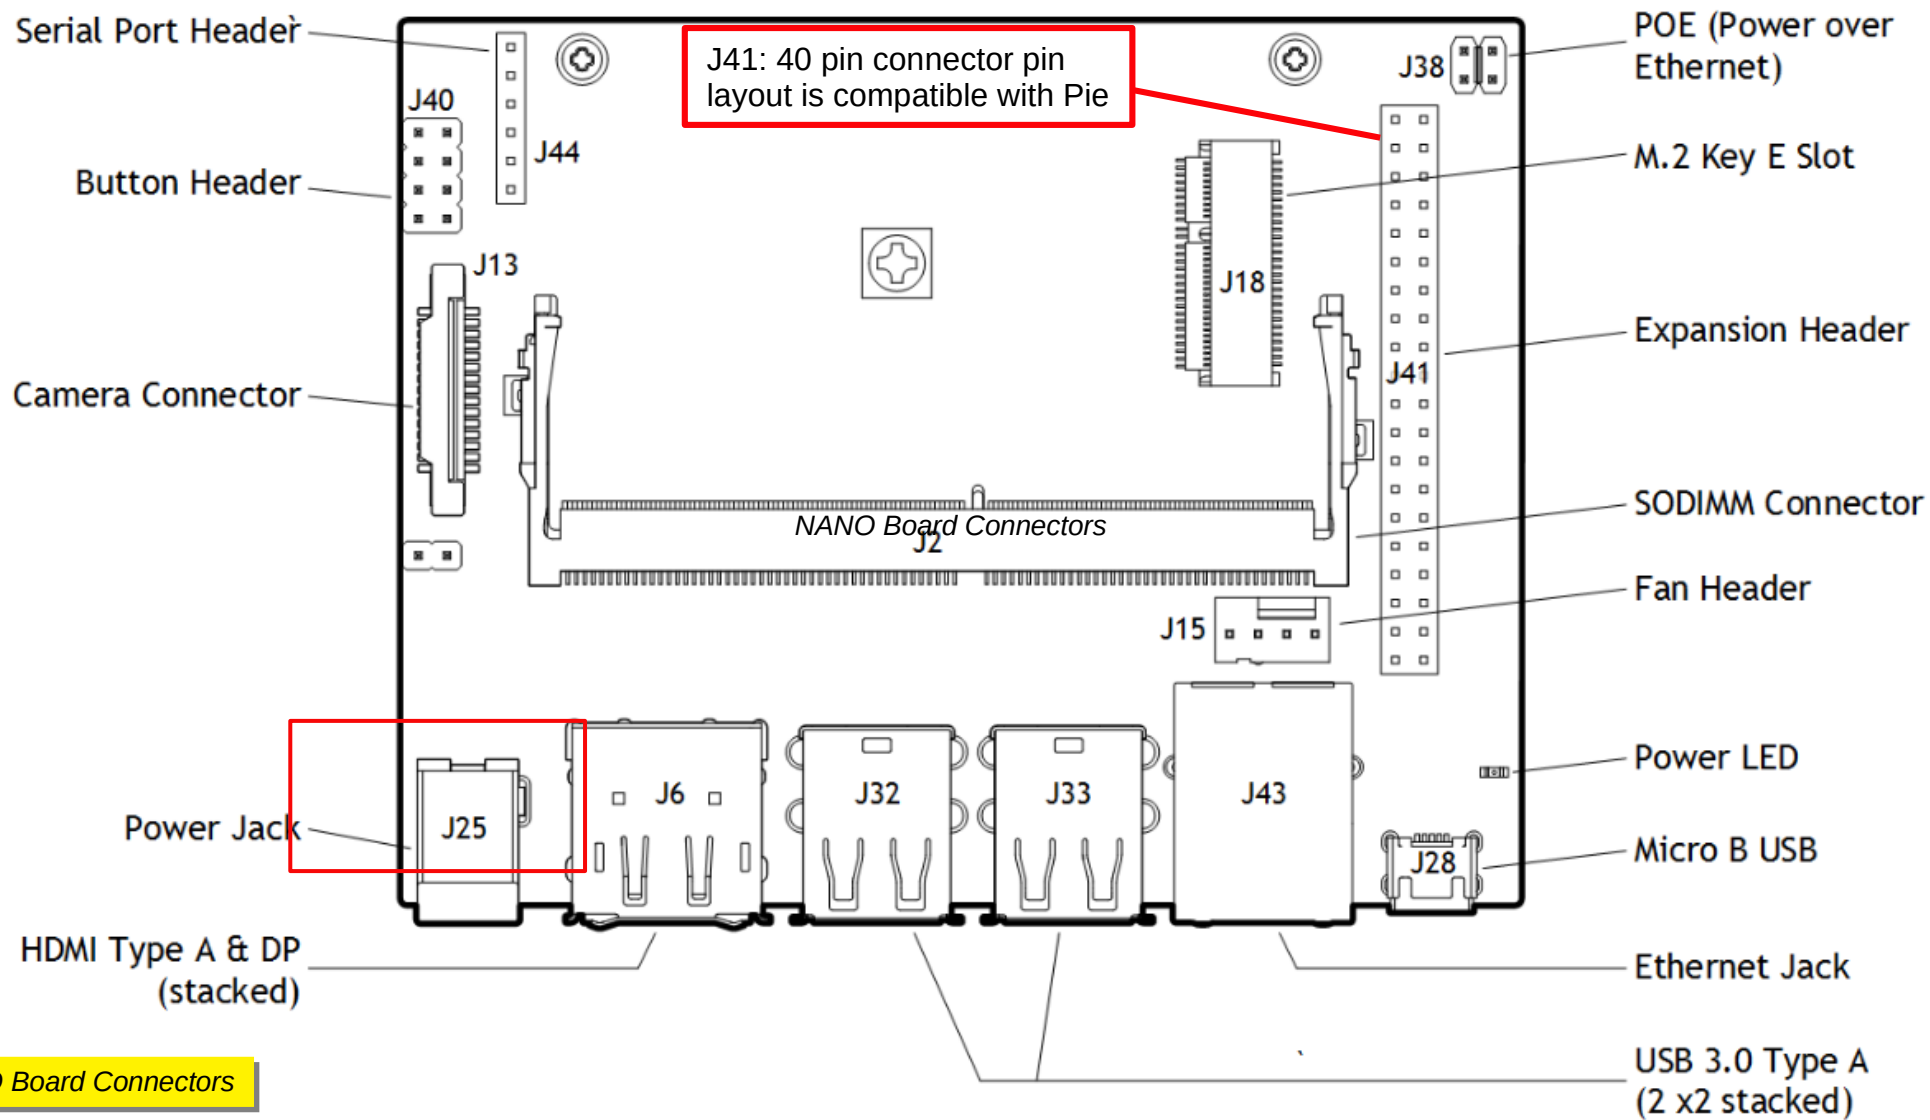 Serial Port Header
POE (Power over
Ethernet)
J41: 40 pin connector pin
layout is compatible with Pie
J38
J40
J44
M.2 Key E Slot
Button Header
J13
J18
Expansion Header
J41
Camera Connector
SODIMM Connector
NANO Board Connectors
J2
Fan Header
J15
Power LED
J6
J32
J33
J43
Power Jack
J25
Micro B USB
J28
HDMI Type A & DP
(stacked)
Ethernet Jack
USB 3.0 Type A
(2 x2 stacked)
Board Connectors